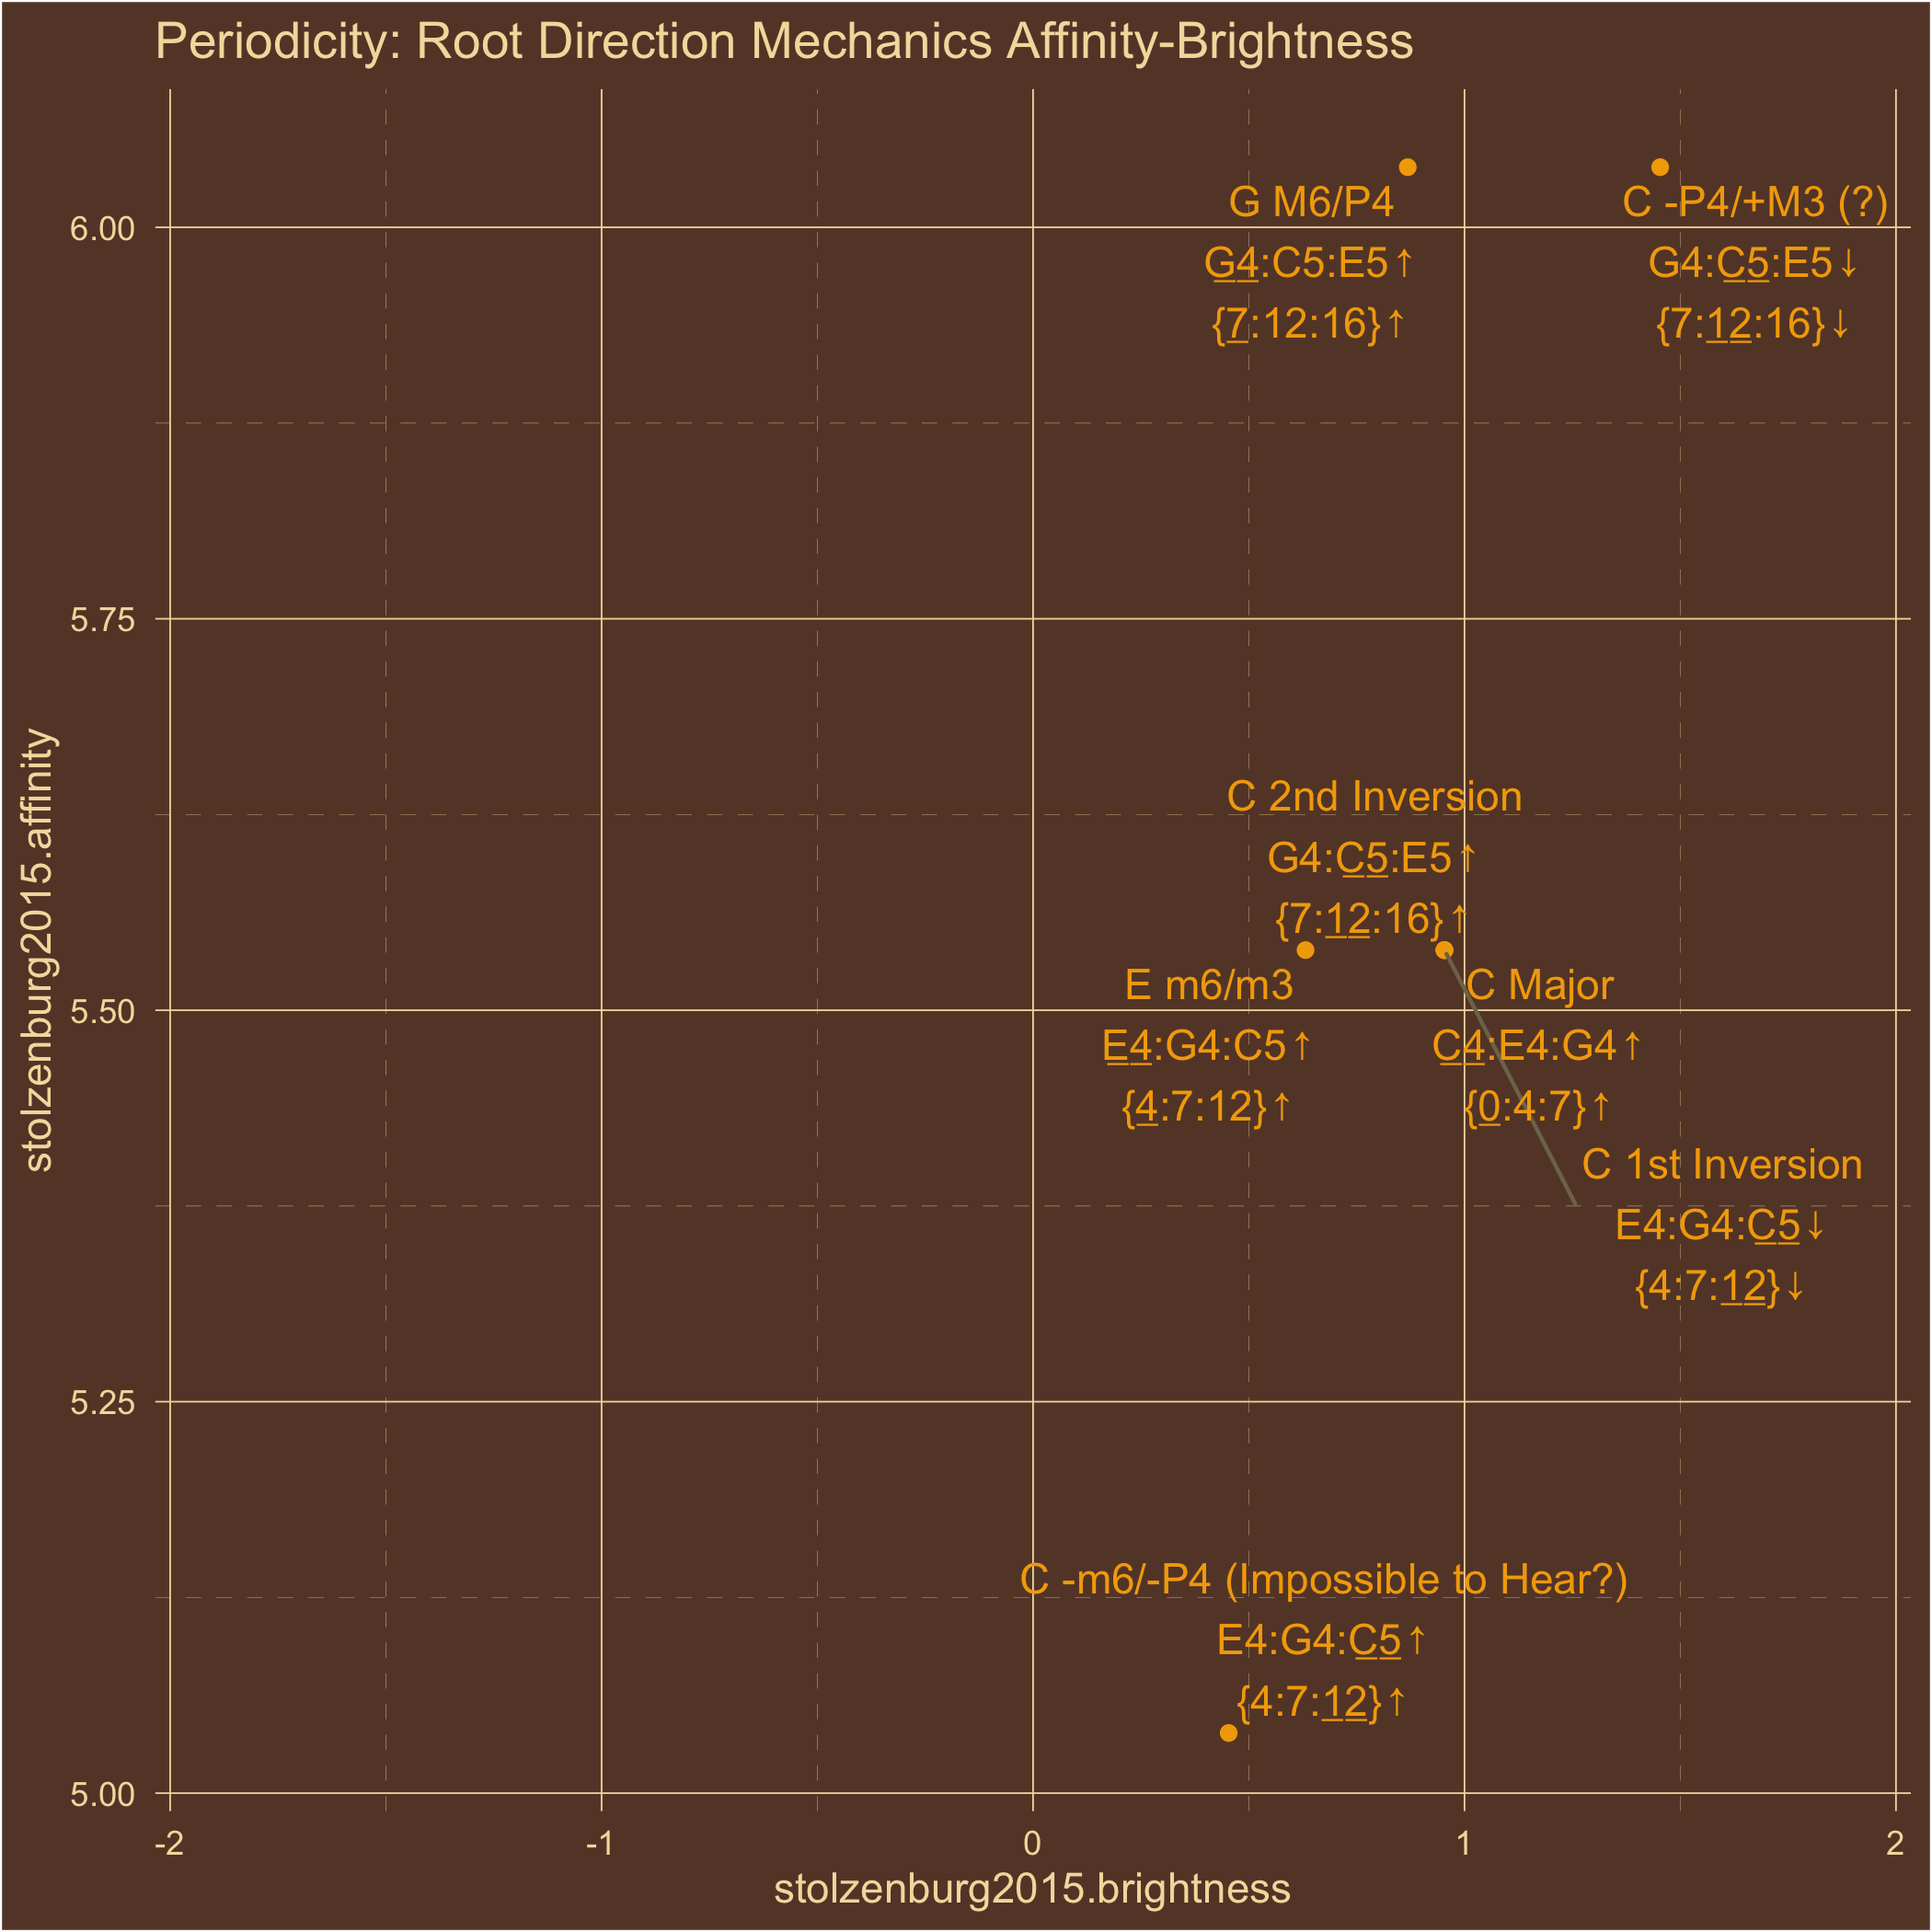 Periodicity: Root Direction Mechanics Affinity-Brightness
6.00
5.75
5.50
5.25
5.00
stolzenburg2015.affinity
G M6/P4
G4:C5:E5↑
{7:12:16}↑
C -P4/+M3 (?)
G4:C5:E5↓
{7:12:16}↓
C 2nd Inversion
G4:C5:E5↑
{7:12:16}↑
E m6/m3
E4:G4:C5↑
{4:7:12}↑
C Major
C4:E4:G4↑
{0:4:7}↑
C 1st Inversion
E4:G4:C5↓
{4:7:12}↓
C -m6/-P4 (Impossible to Hear?)
E4:G4:C5↑
{4:7:12}↑
-2
-1
0
1
2
stolzenburg2015.brightness